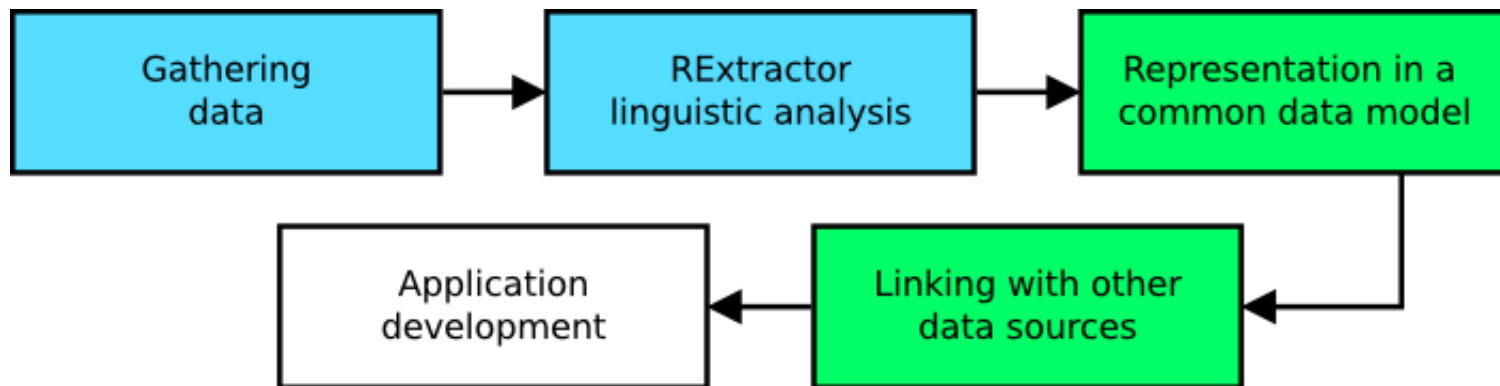 Gathering
data
RExtractor
linguistic analysis
Representation in a
common data model
Application
development
Linking with other
data sources